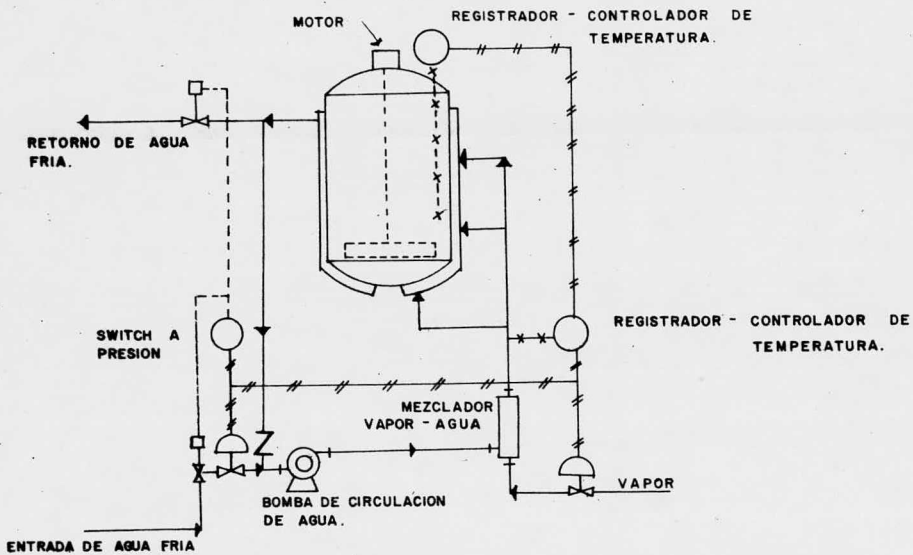 MOTOR
REGISTRADOR - CONTROLADOR DE
TEMPERATURA.
RETORNO DE AGUA
FRIA.
SWITCH A
PRESION
REGISTRADOR - CONTROLADOR DE
TEMPERATURA.
MEZCLADOR
VAPOR - AGUA
VAPOR
BOMBA DE CIRCULACION
DE AGUA.
ENTRADA DE AGUA FRIA